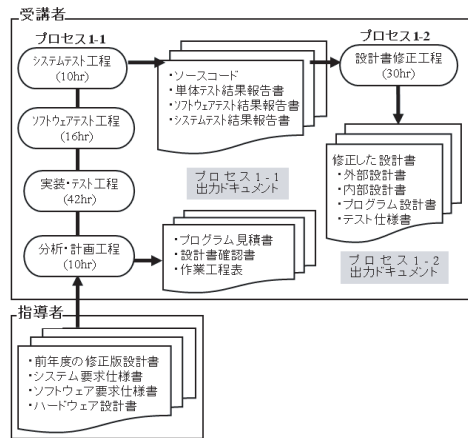 受講者
プロセス1-1
システムテスト工程
(10hr)
ソフトウェアテスト工程
(16hr)
実装・テスト工程
(42hr)
分析・計画工程
(10hr)
・ソースコード
・単体テスト結果報告書
・ソフトウェアテスト結果報告書
・システムテスト結果報告書
プロセス1-1
出力ドキュメント
・プログラム見積書
・設計書確認書
・作業工程表
プロセス1-2
設計書修正工程
(30hr)
修正した設計書
・外部設計書
・内部設計書
・プログラム設計書
・テスト仕様書
プロセス1-2
出力ドキュメント
指導者
・前年度の修正版設計書
・システム要求仕様書
・ソフトウェア要求仕様書
・ハードウェア設計書